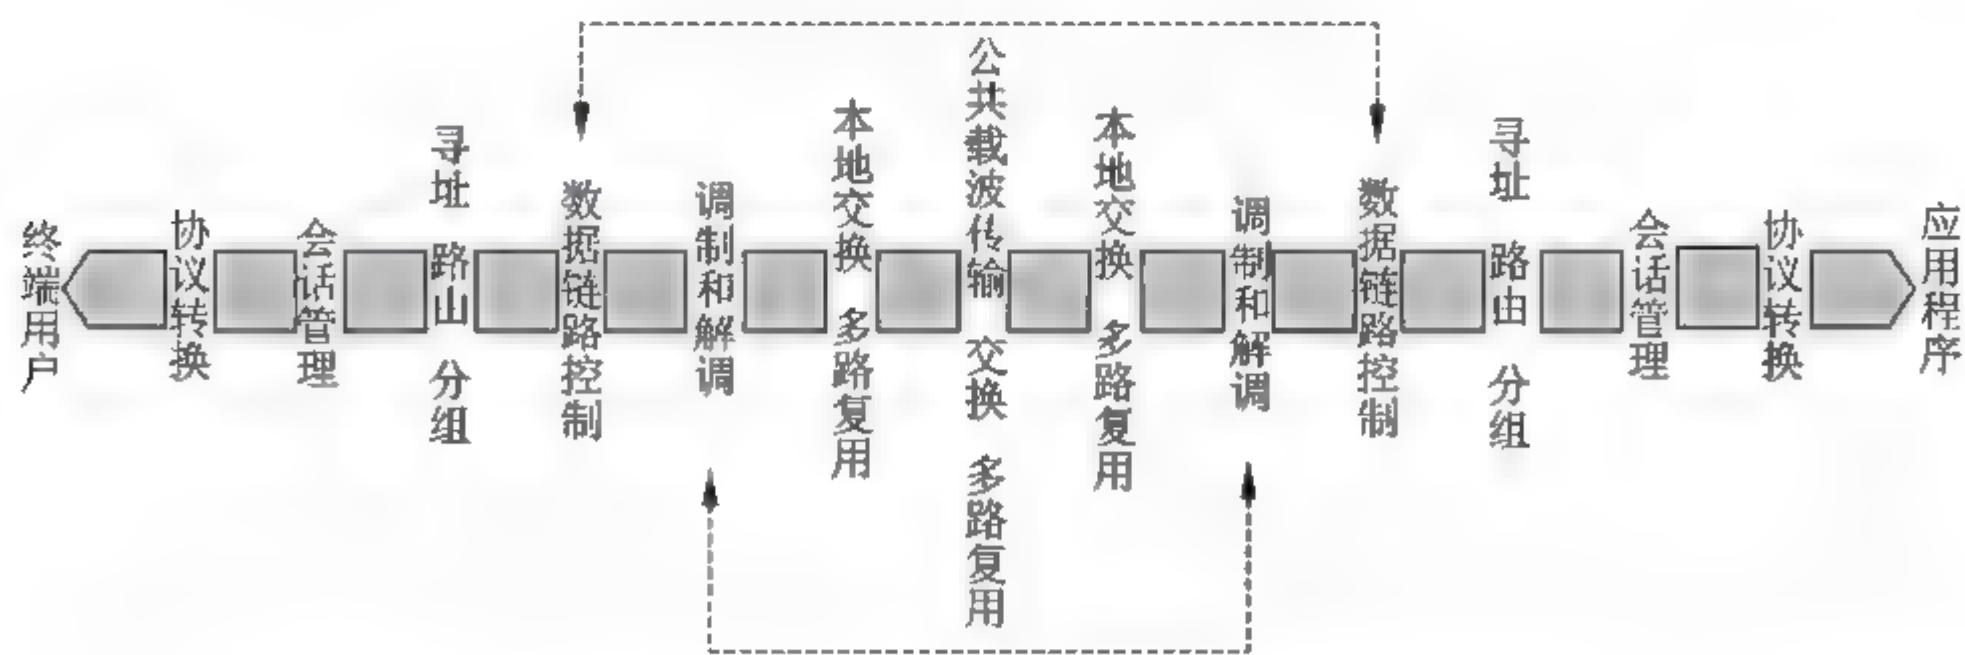 终端用户
协议转换
会话管理
寻址 路山 分组
数据链路控制
调制和解调
本地交换 多路复用
公共载波传输 交换 多路复用
本地交换 多路复用
调制和解调
数据链路控制
寻址 路由 分组
会话管理
协议转换
应用程序